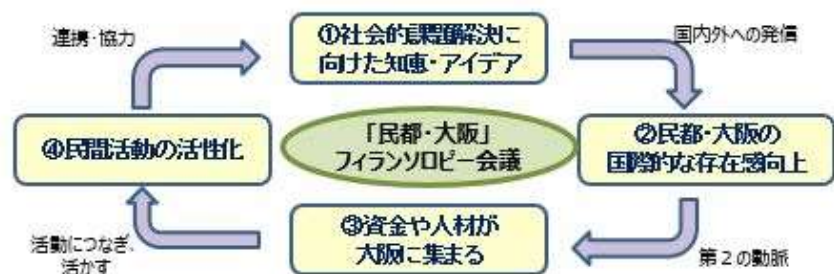 連携・協力
①社会的課題解決に
向けた知恵・アイデア
国内外への発信
④民間活動の活性化
「民都・大阪」
フィランソロピー会議
②民都・大阪の
国際的な存在感向上
活動につなぎ、
活かす
③資金や人材が
大阪に集まる
第２の動脈